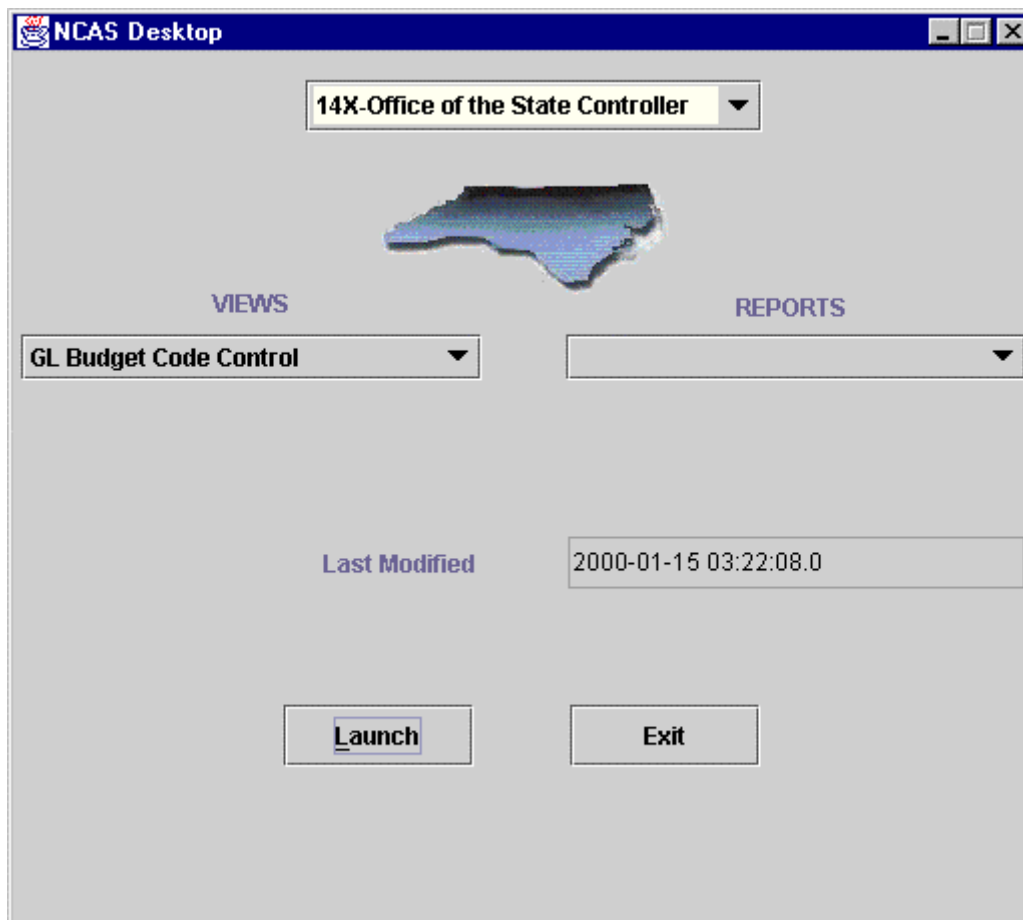 NCAS Desktop
14X-Office of the State Controller
VIEWS
REPORTS
GL Budget Code Control
Last Modified
2000-01-15 03:22:08.0
Launch
Exit